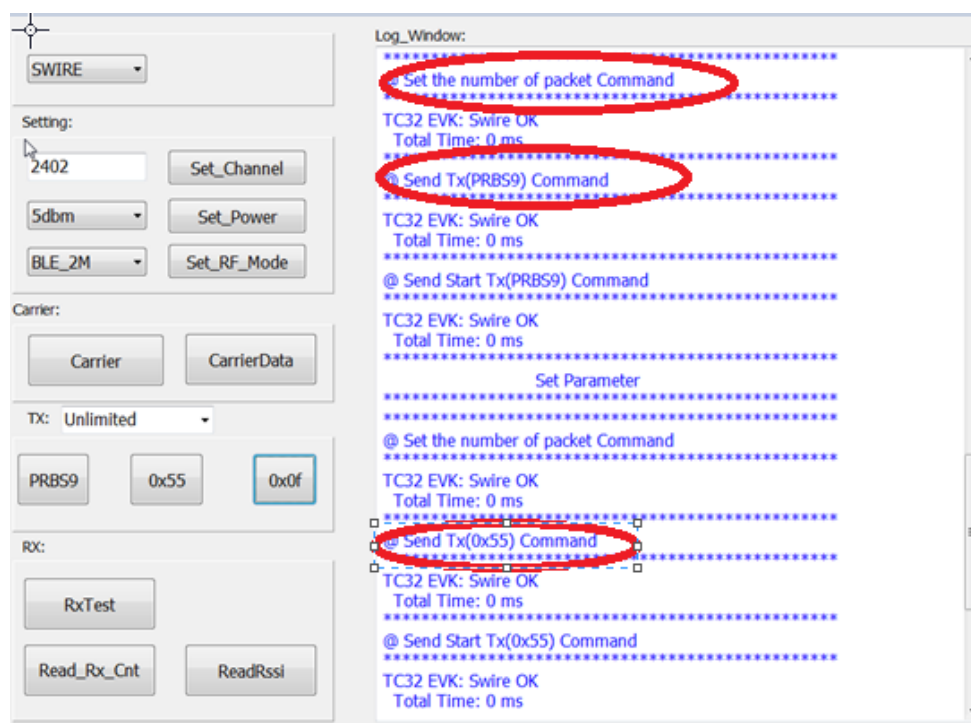 SWIRE
Setting:
2402
Set_Channel
5dbm
Set_Power
BLE_2M
Set_RF_Mode
Carrier:
Carrier
CarrierData
TX: Unlimited
PRBS9
0x55
0x0f
RX:
RxTest
Read_Rx_Cnt
ReadRssi
Log_Window:
**************************************************
@ Set the number of packet Command
**************************************************
TC32 EVK: Swire OK
Total Time: 0 ms
**************************************************
@ Send Tx(PRBS9) Command
**************************************************
TC32 EVK: Swire OK
Total Time: 0 ms
**************************************************
@ Send Start Tx(PRBS9) Command
**************************************************
TC32 EVK: Swire OK
Total Time: 0 ms
**************************************************
Set Parameter
**************************************************
**************************************************
@ Set the number of packet Command
**************************************************
TC32 EVK: Swire OK
Total Time: 0 ms
**************************************************
@ Send Tx(0x55) Command
**************************************************
TC32 EVK: Swire OK
Total Time: 0 ms
**************************************************
@ Send Start Tx(0x55) Command
**************************************************
TC32 EVK: Swire OK
Total Time: 0 ms